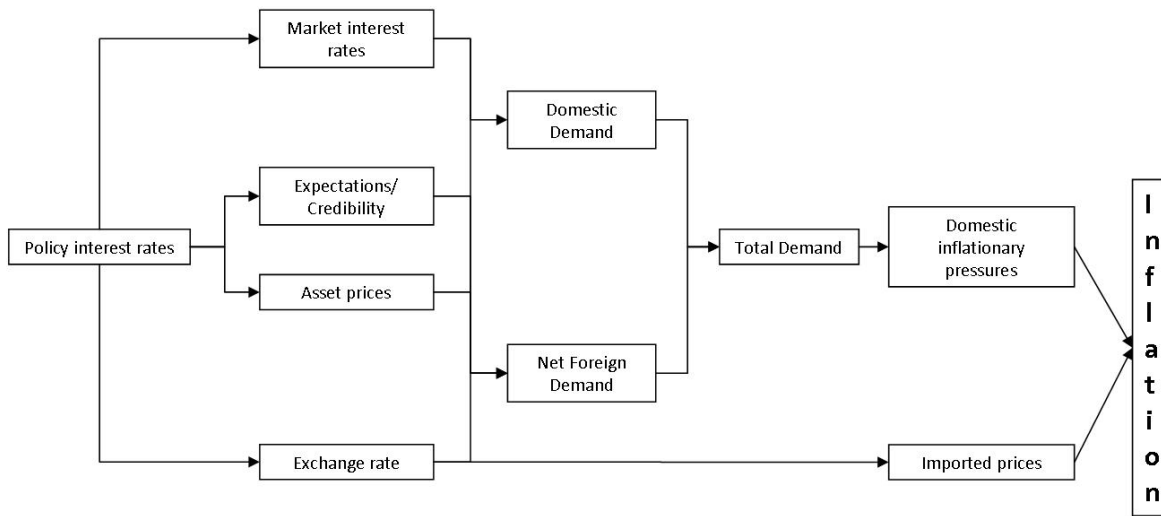 Market interest
rates
Domestic
Demand
Expectations/
Credibility
Policy interest rates
Asset prices
Total Demand
Domestic
inflationary
pressures
Net Foreign
Demand
Exchange rate
Imported prices
Inflation